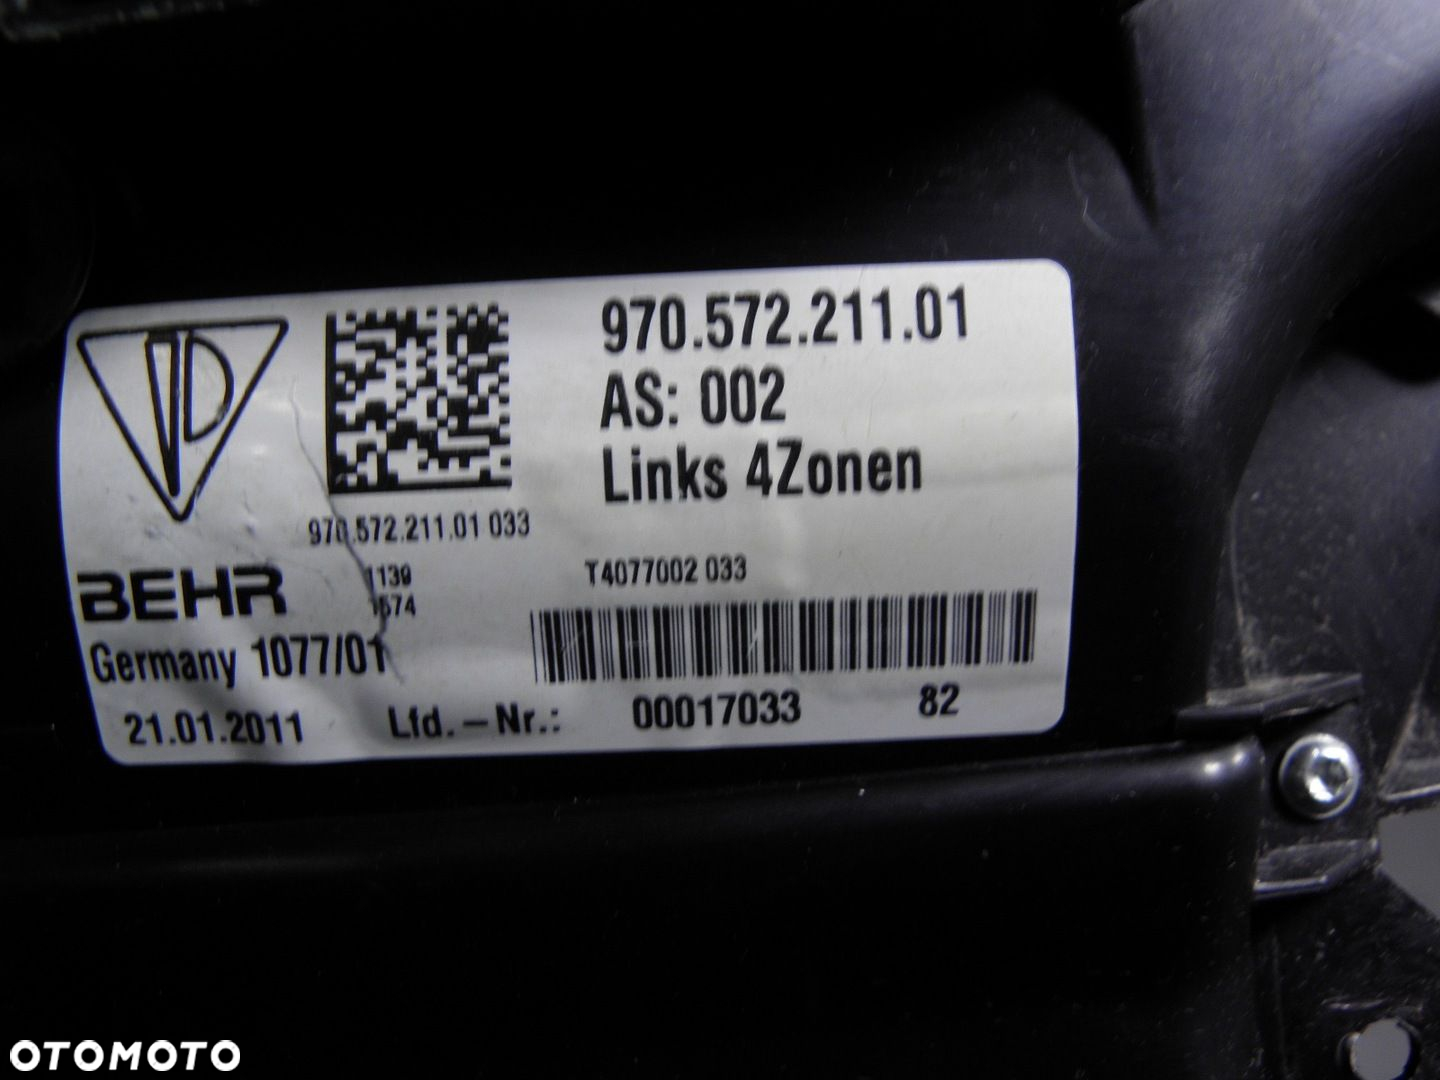 970.572.211.01
AS: 002
Links 4Zonen
970.572.211.01 033
BEHR
1139
T4077002 033
Germany 1077/01
21.01.2011 Lfd.-Nr.: 00017033 82
OTOMOTO